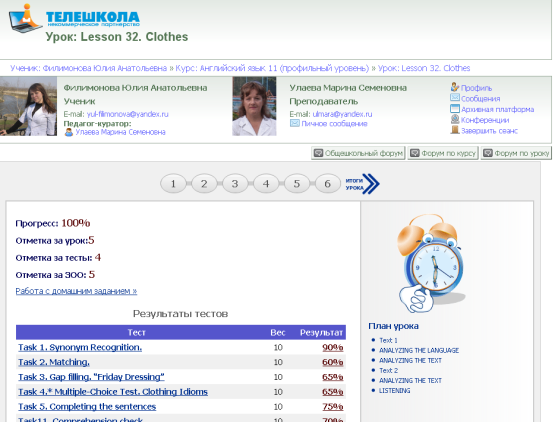 ТЕЛЕШКОЛА
некоммерческое партнерство
Урок: Lesson 32. Clothes
Ученик: Филимонова Юлия Анатольевна » Курс: Английский язык 11 (профильный уровень) » Урок: Lesson 32. Clothes
Филимонова Юлия Анатольевна
Ученик
E-mail: yul-filimonova@yandex.ru
Педагог-куратор:
Улаева Марина Семеновна
Улаева Марина Семеновна
Преподаватель
E-mail: ulmara@yandex.ru
Личное сообщение
Профиль
Сообщения
Архивная платформа
Конференции
Завершить сеанс
Общешкольный форум
Форум по курсу
Форум по уроку
1 2 3 4 5 6
ИТОГИ
УРОКА
Прогресс: 100%
Отметка за урок:5
Отметка за тесты: 4
Отметка за ЗОО: 5
Работа с домашним заданием »
Результаты тестов
Тест Вес Результат
Task 1. Synonym Recognition. 10 90%
Task 2. Matching. 10 60%
Task 3. Gap filling. "Friday Dressing" 10 65%
Task 4.* Multiple-Choice Test. Clothing Idioms 10 65%
Task 5. Completing the sentences 10 75%
Task11. Comprehension check 10 70%
План урока
Text 1
ANALYZING THE LANGUAGE
ANALYZING THE TEXT
Text 2
ANALYZING THE TEXT
LISTENING